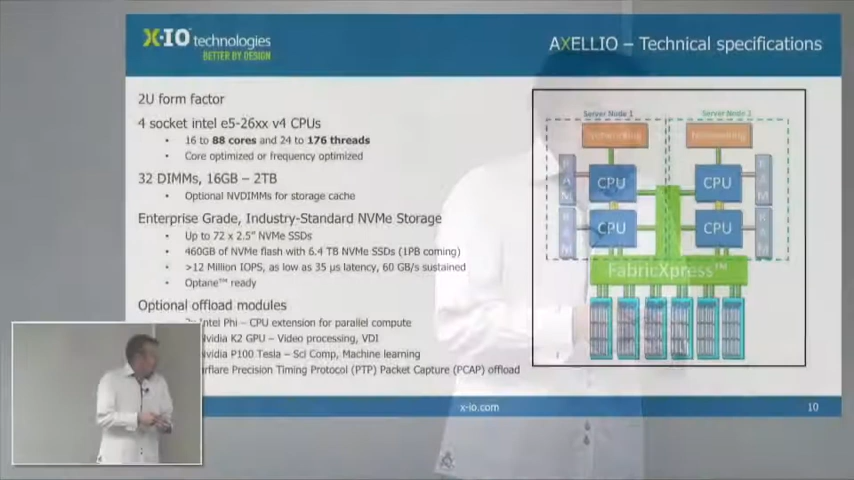 X-IO technologies
BETTER BY DESIGN
AXELLIO – Technical specifications
2U form factor
4 socket intel e5-26xx v4 CPUs
• 16 to 88 cores and 24 to 176 threads
• Core optimized or frequency optimized
32 DIMMs, 16GB – 2TB
• Optional NVDIMMs for storage cache
Enterprise Grade, Industry-Standard NVMe Storage
• Up to 72 x 2.5" NVMe SSDs
• 460GB of NVMe flash with 6.4 TB NVMe SSDs (1PB coming)
• >12 Million IOPS, as low as 35 µs latency, 60 GB/s sustained
• Optane™ ready
Optional offload modules
Intel Phi – CPU extension for parallel compute
Nvidia K2 GPU – Video processing, VDI
Nvidia P100 Tesla – Sci Comp, Machine learning
Precision Timing Protocol (PTP) Packet Capture (PCAP) offload
Server Node 1
Server Node 2
CPU
CPU
CPU
CPU
FabricXpress™
x-io.com
10